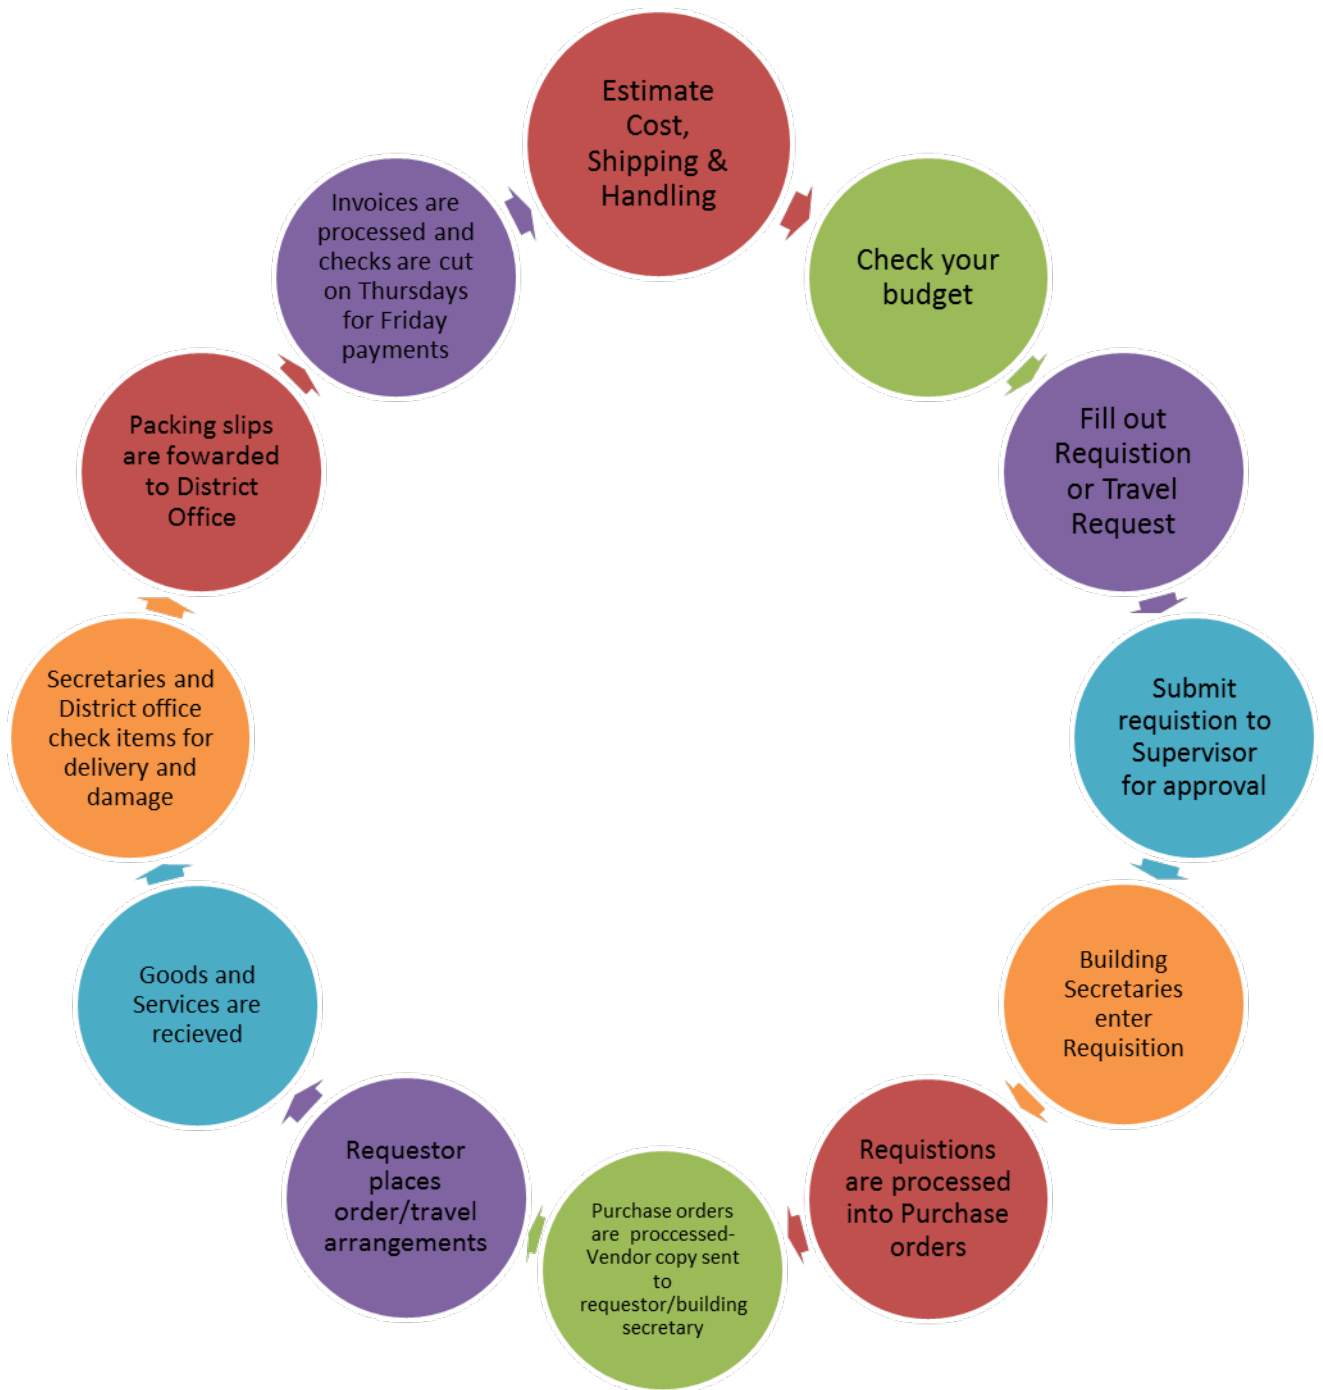 Estimate
Cost,
Shipping &
Handling
Check your
budget
Fill out
Requistion
or Travel
Request
Submit
requistion to
Supervisor
for approval
Building
Secretaries
enter
Requisition
Requistions
are processed
into Purchase
orders
Purchase orders
are proccessed-
Vendor copy sent
to
requestor/building
secretary
Requestor
places
order/travel
arrangements
Goods and
Services are
recieved
Secretaries and
District office
check items for
delivery and
damage
Packing slips
are fowarded
to District
Office
Invoices are
processed and
checks are cut
on Thursdays
for Friday
payments